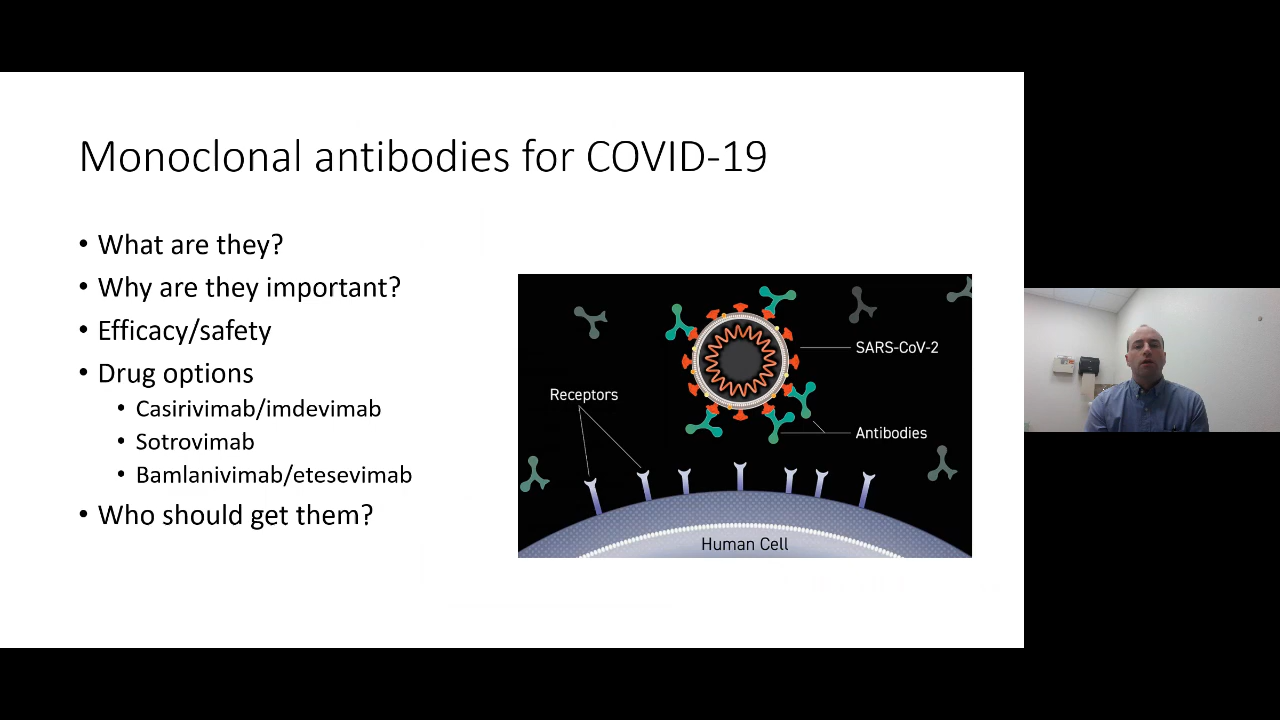 Monoclonal antibodies for COVID-19
• What are they?
• Why are they important?
• Efficacy/safety
• Drug options
• Casirivimab/imdevimab
• Sotrovimab
• Bamlanivimab/etesevimab
• Who should get them?
SARS-CoV-2
Receptors
Antibodies
Human Cell